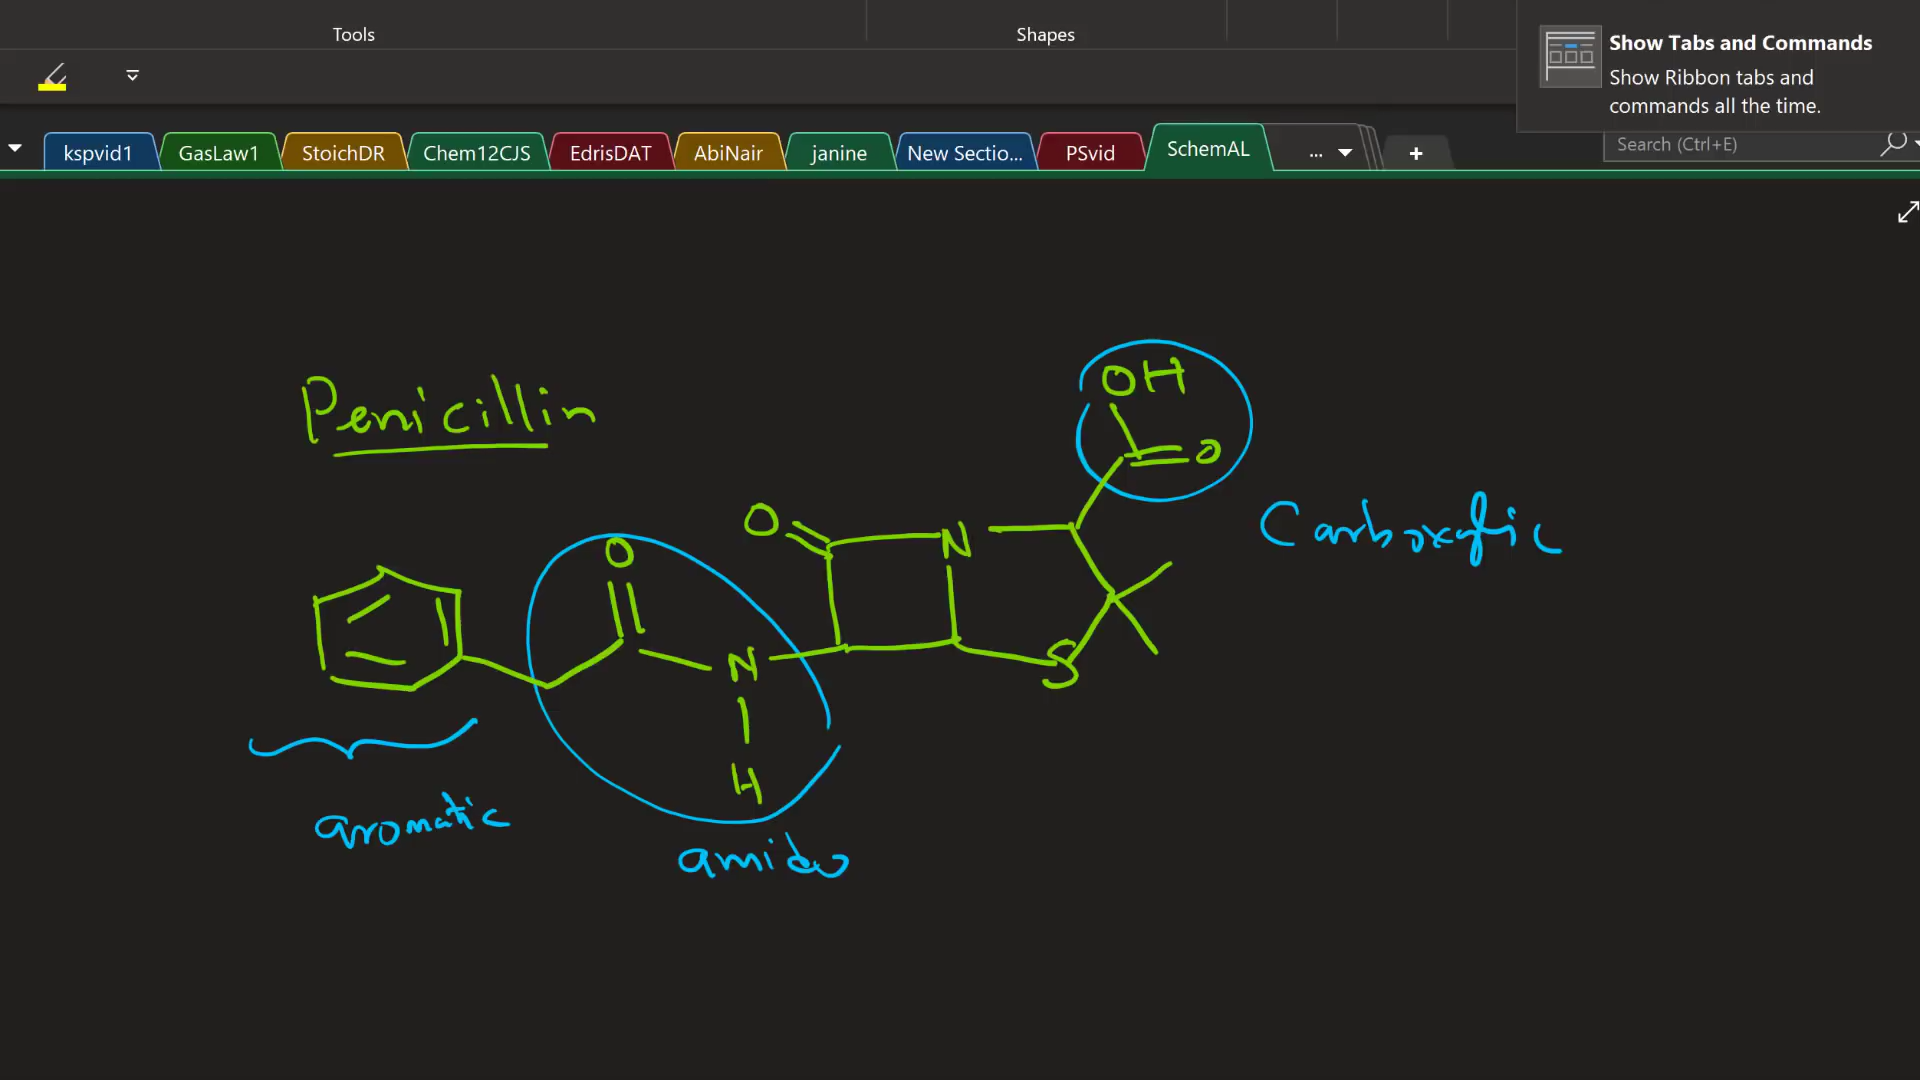 Tools
Shapes
Show Tabs and Commands
Show Ribbon tabs and
commands all the time.
kspvid1
GasLaw1
StoichDR
Chem12CJS
EdrisDAT
AbiNair
janine
New Sectio...
PSvid
SchemAL
...
+
Search (Ctrl+E)
Penicillin
OH
O
Carboxylic
O
N
O
N
S
H
aromatic
amido